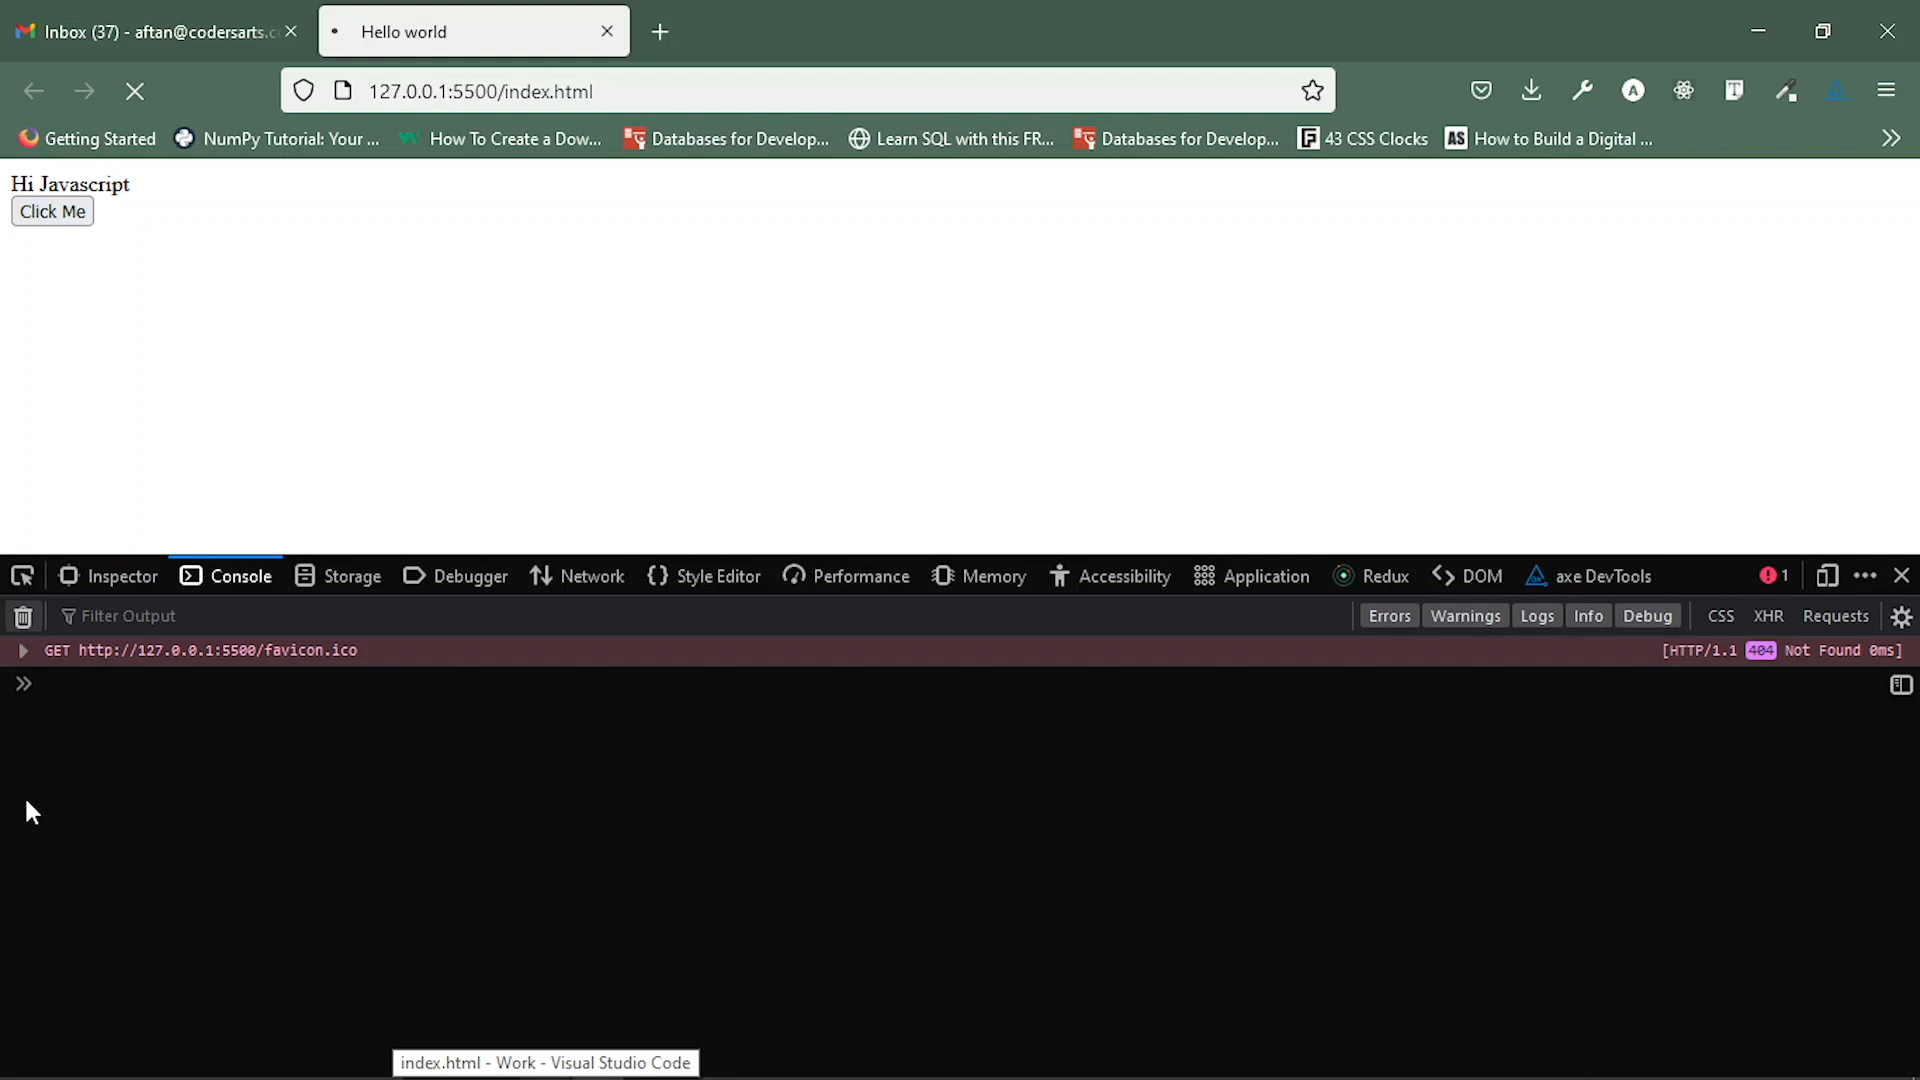 Inbox (37) - aftan@codersarts.c
Hello world
127.0.0.1:5500/index.html
A
T
Getting Started
NumPy Tutorial: Your ...
How To Create a Dow...
Databases for Develop...
Learn SQL with this FR...
Databases for Develop...
43 CSS Clocks
AS How to Build a Digital ...
Hi Javascript
Click Me
Inspector
Console
Storage
Debugger
Network
Style Editor
Performance
Memory
Accessibility
Application
Redux
DOM
axe DevTools
1
Filter Output
Errors
Warnings
Logs
Info
Debug
CSS
XHR
Requests
GET http://127.0.0.1:5500/favicon.ico
[HTTP/1.1 404 Not Found 0ms]
index.html - Work - Visual Studio Code